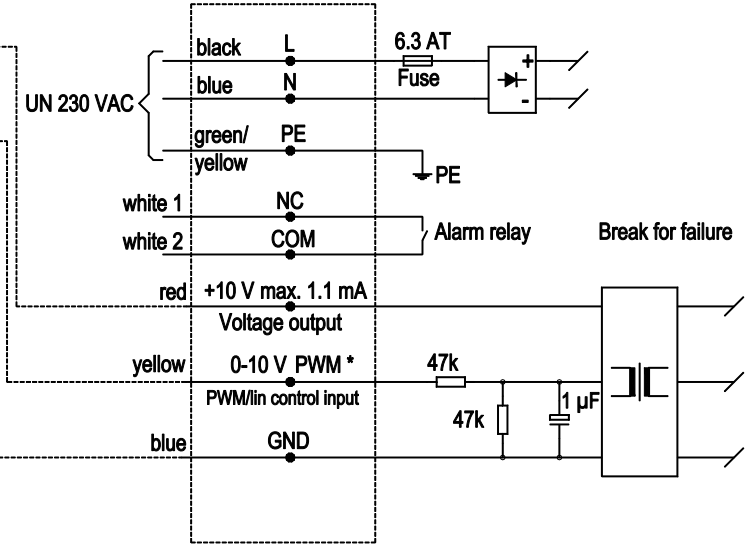 black L 6.3 AT
Fuse
+
UN 230 VAC
blue N
-
green/ PE
yellow
PE
white 1 NC
Alarm relay Break for failure
white 2 COM
red +10 V max. 1.1 mA
Voltage output
yellow 0-10 V PWM * 47k
PWM/lin control input
47k 1 µF
blue GND